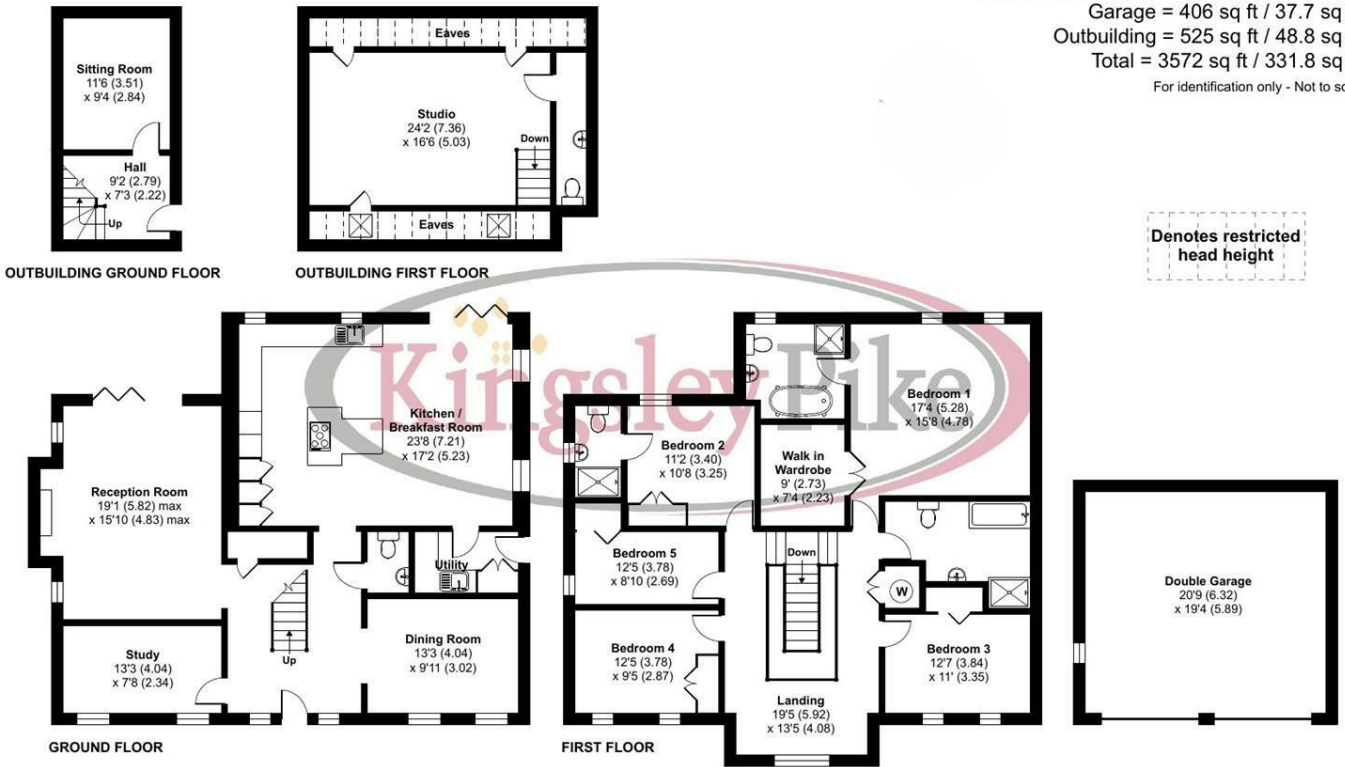 Garage = 406 sq ft / 37.7 sq
Outbuilding = 525 sq ft / 48.8 sq
Total = 3572 sq ft / 331.8 sq
For identification only - Not to sc
Sitting Room
11'6 (3.51)
x 9'4 (2.84)
Hall
9'2 (2.79)
x 7'3 (2.22)
Up
OUTBUILDING GROUND FLOOR
Eaves
Studio
24'2 (7.36)
x 16'6 (5.03)
Down
Eaves
OUTBUILDING FIRST FLOOR
Denotes restricted
head height
Kingsley Pike
Kitchen /
Breakfast Room
23'8 (7.21)
x 17'2 (5.23)
Reception Room
19'1 (5.82) max
x 15'10 (4.83) max
Utility
Study
13'3 (4.04)
x 7'8 (2.34)
Up
Dining Room
13'3 (4.04)
x 9'11 (3.02)
GROUND FLOOR
Bedroom 1
17'4 (5.28)
x 15'8 (4.78)
Bedroom 2
11'2 (3.40)
x 10'8 (3.25)
Walk in
Wardrobe
9' (2.73)
x 7'4 (2.23)
Bedroom 5
12'5 (3.78)
x 8'10 (2.69)
Down
W
Bedroom 4
12'5 (3.78)
x 9'5 (2.87)
Bedroom 3
12'7 (3.84)
x 11' (3.35)
Landing
19'5 (5.92)
x 13'5 (4.08)
FIRST FLOOR
Double Garage
20'9 (6.32)
x 19'4 (5.89)